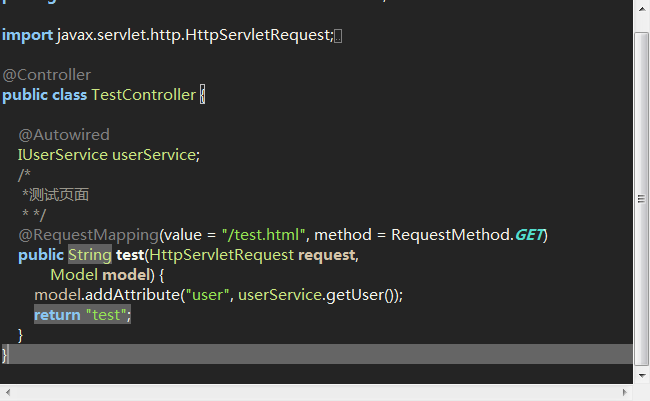 import javax.servlet.http.HttpServletRequest;
@Controller
public class TestController {
@Autowired
IUserService userService;
/*
*测试页面
* */
@RequestMapping(value = "/test.html", method = RequestMethod.GET)
public String test(HttpServletRequest request,
Model model) {
model.addAttribute("user", userService.getUser());
return "test";
}
}